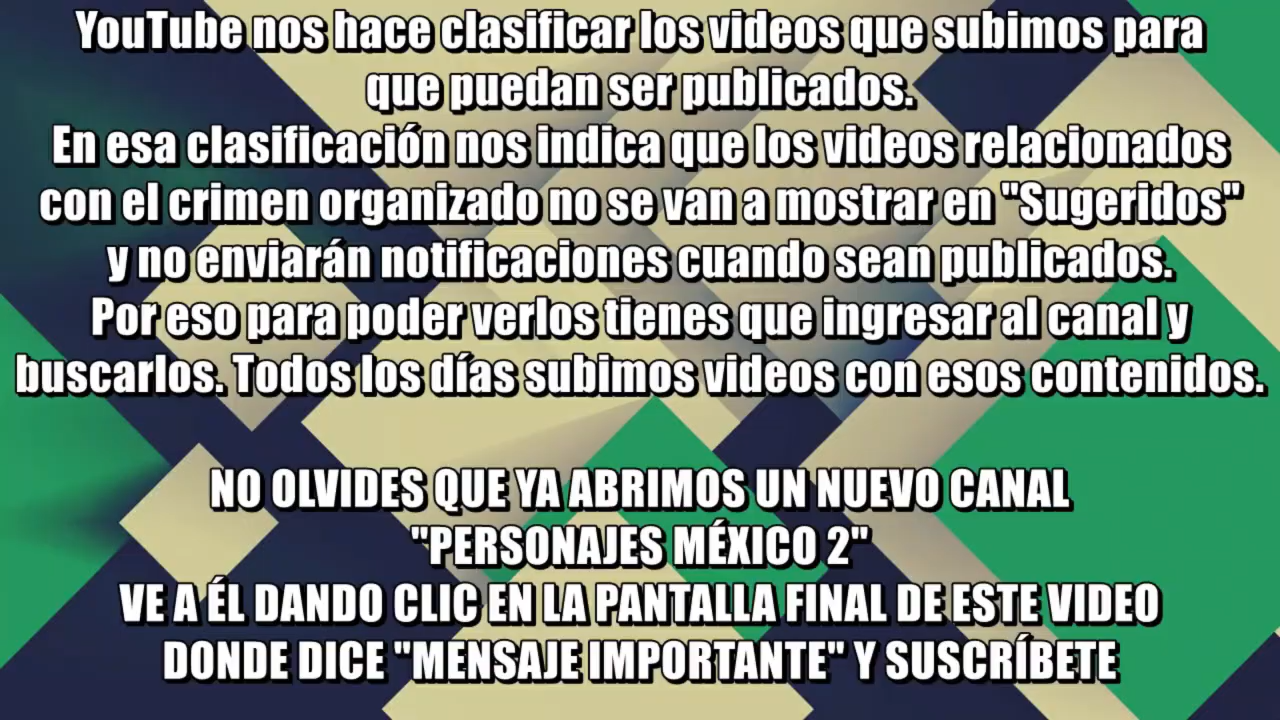 YouTube nos hace clasificar los videos que subimos para
que puedan ser publicados.
En esa clasificación nos indica que los videos relacionados
con el crimen organizado no se van a mostrar en "Sugeridos"
y no enviarán notificaciones cuando sean publicados.
Por eso para poder verlos tienes que ingresar al canal y
buscarlos. Todos los días subimos videos con esos contenidos.
NO OLVIDES QUE YA ABRIMOS UN NUEVO CANAL
"PERSONAJES MÉXICO 2"
VE A ÉL DANDO CLIC EN LA PANTALLA FINAL DE ESTE VIDEO
DONDE DICE "MENSAJE IMPORTANTE" Y SUSCRÍBETE